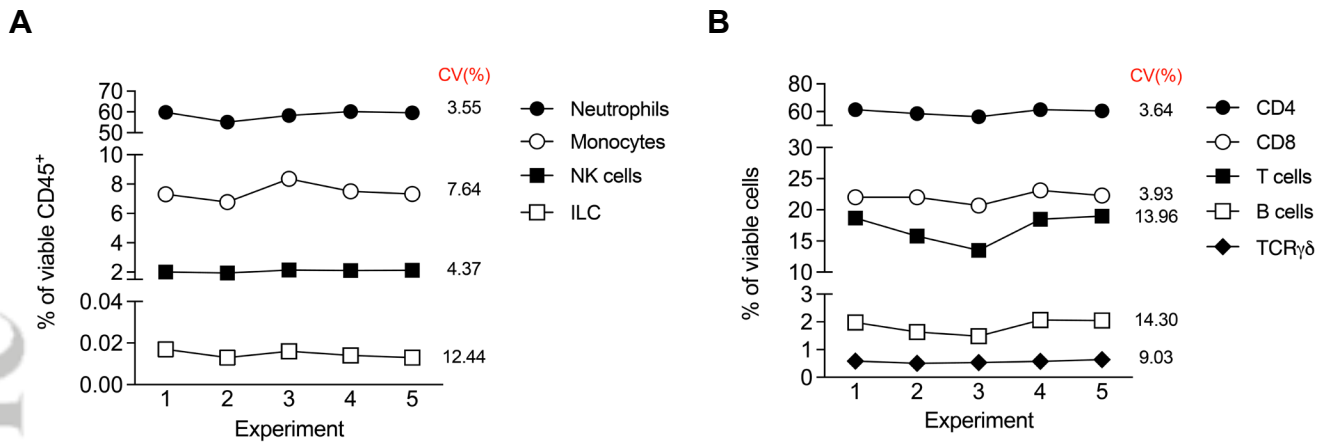 A
CV(%)
70
60
50
10
8
6
4
2
0.04
0.02
0.00
% of viable CD45⁺
3.55
7.64
4.37
12.44
Neutrophils
Monocytes
NK cells
ILC
1 2 3 4 5
Experiment
B
CV(%)
80
60
30
25
20
15
10
3
2
1
0
% of viable cells
3.64
3.93
13.96
14.30
9.03
CD4
CD8
T cells
B cells
TCRγδ
1 2 3 4 5
Experiment